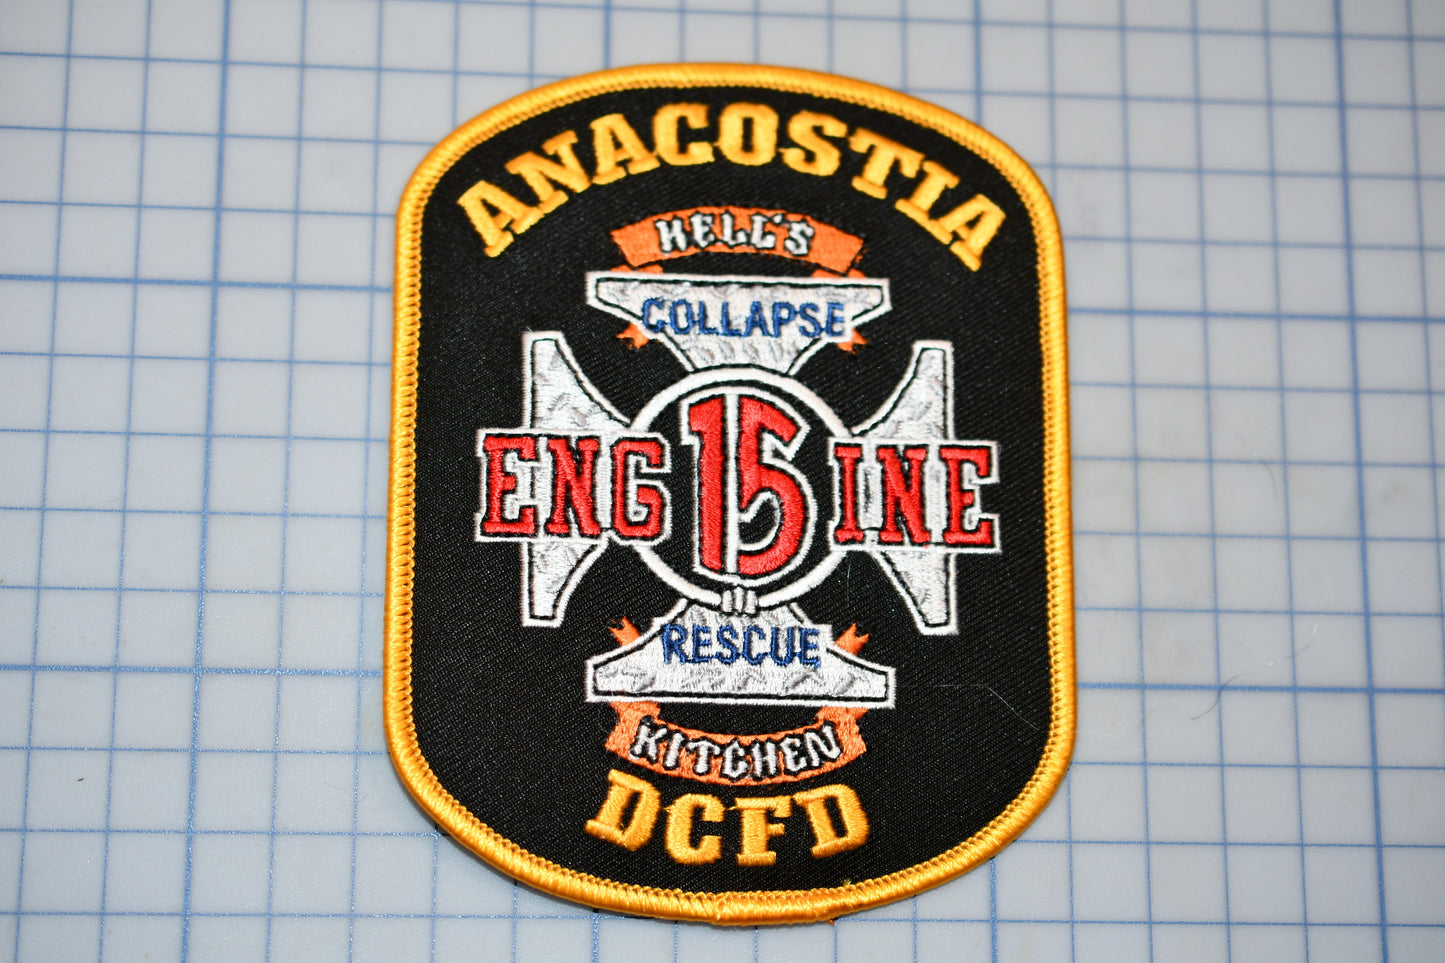 ANACOSTIA
HELL'S
COLLAPSE
ENG 15 INE
RESCUE
KITCHEN
DCFD